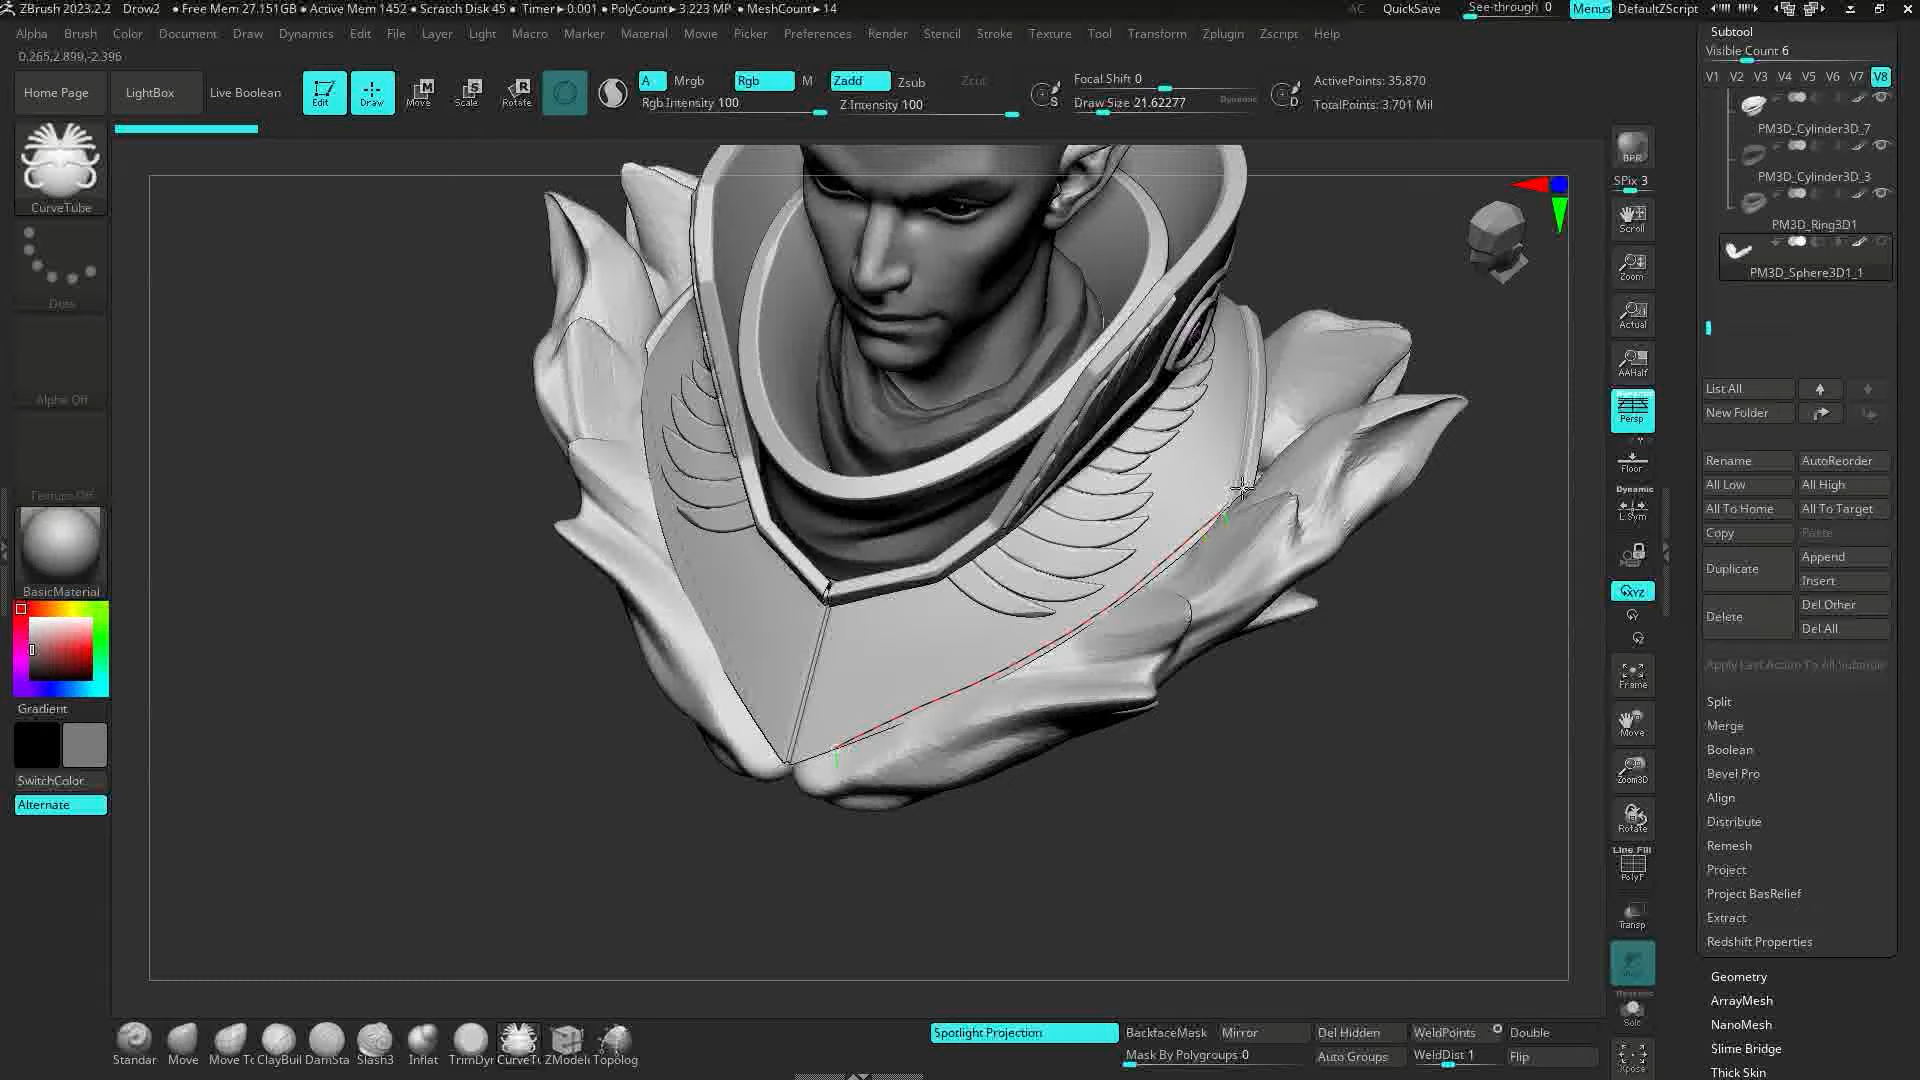 ZBrush 2023.2.2 Drow2 • Free Mem 27.151GB • Active Mem 1452 • Scratch Disk 45 • Timer▸0.001 • PolyCount▸3.223 MP • MeshCount▸14 AC QuickSave See-through 0 Menus DefaultZScript
Alpha Brush Color Document Draw Dynamics Edit File Layer Light Macro Marker Material Movie Picker Preferences Render Stencil Stroke Texture Tool Transform Zplugin Zscript Help
0.265,2.899,-2.396
Home Page LightBox Live Boolean Edit Draw Move Scale Rotate
A Mrgb Rgb M Zadd Zsub Zcut
Rgb Intensity 100 Z Intensity 100
Focal Shift 0
Draw Size 21.62277 Dynamic
ActivePoints: 35,870
TotalPoints: 3.701 Mil
CurveTube
Dots
Alpha Off
Texture Off
BasicMaterial
Gradient
SwitchColor
Alternate
BPR
SPix 3
Scroll
Zoom
Actual
AAHalf
Persp
Floor
Dynamic
L.Sym
XYZ
Frame
Move
Zoom3D
Rotate
Line Fill
PolyF
Transp
Solo
Xpose
Subtool
Visible Count 6
V1 V2 V3 V4 V5 V6 V7 V8
PM3D_Cylinder3D_7
PM3D_Cylinder3D_3
PM3D_Ring3D1
PM3D_Sphere3D1_1
List All
New Folder
Rename AutoReorder
All Low All High
All To Home All To Target
Copy Paste
Duplicate Append
Insert
Delete Del Other
Del All
Apply Last Action To All Subtools
Split
Merge
Boolean
Bevel Pro
Align
Distribute
Remesh
Project
Project BasRelief
Extract
Redshift Properties
Geometry
ArrayMesh
NanoMesh
Slime Bridge
Thick Skin
Standar Move Move To ClayBuil DamSta Slash3 Inflat TrimDyn CurveTu ZModele Topolog
Spotlight Projection BackfaceMask Mirror Del Hidden WeldPoints Double
Mask By Polygroups 0 Auto Groups WeldDist 1 Flip